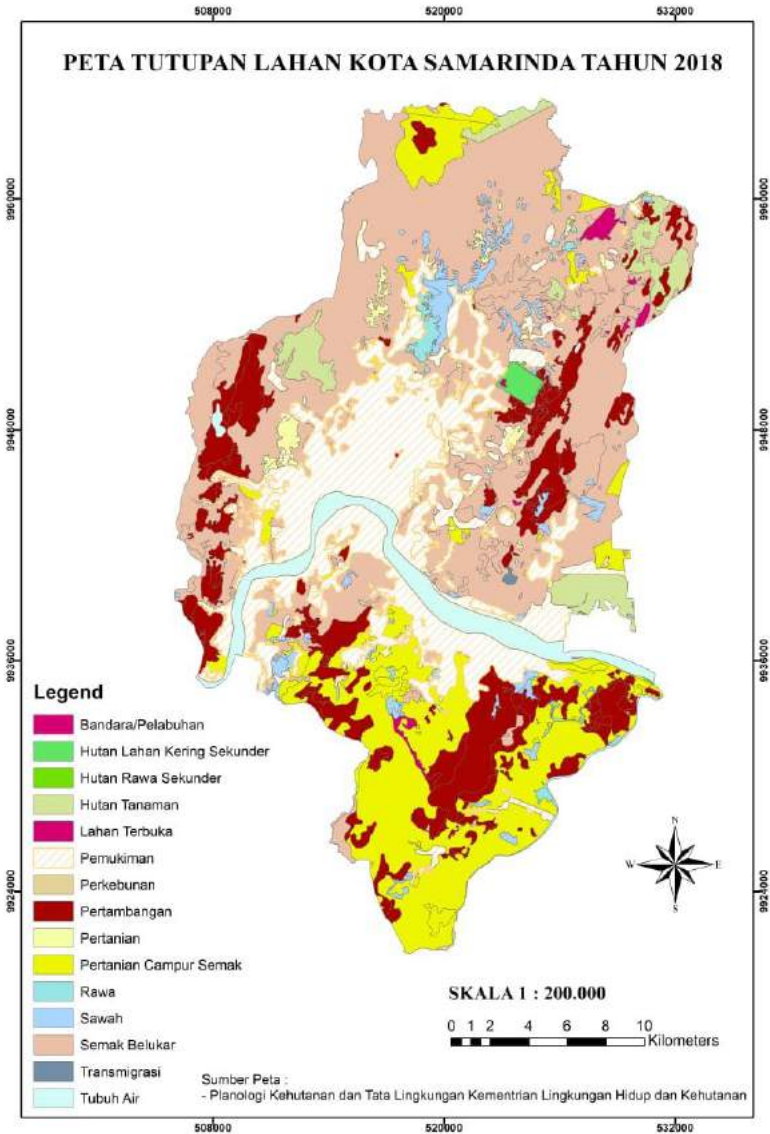 508000 520000 532000
PETA TUTUPAN LAHAN KOTA SAMARINDA TAHUN 2018
9960000 9960000
9948000 9948000
9936000 9936000
Legend
Bandara/Pelabuhan
Hutan Lahan Kering Sekunder
Hutan Rawa Sekunder
Hutan Tanaman
Lahan Terbuka
Pemukiman
Perkebunan
Pertambangan
Pertanian
Pertanian Campur Semak
Rawa
Sawah
Semak Belukar
Transmigrasi
Tubuh Air
N
W E
S
9924000 9924000
SKALA 1 : 200.000
0 1 2 4 6 8 10
Kilometers
Sumber Peta :
- Planologi Kehutanan dan Tata Lingkungan Kementrian Lingkungan Hidup dan Kehutanan
508000 520000 532000